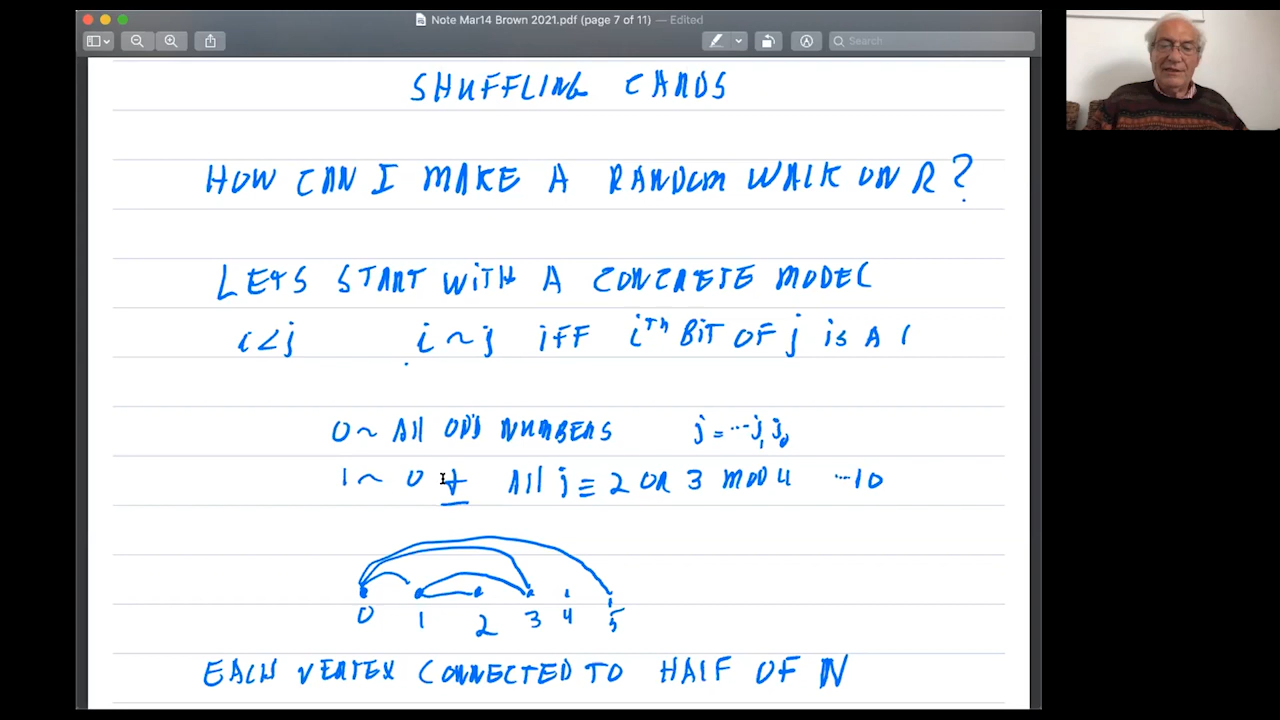 Note Mar14 Brown 2021.pdf (page 7 of 11) — Edited
Search
SHUFFLING CARDS
HOW CAN I MAKE A RANDOM WALK ON R?
LETS START WITH A CONCRETE MODEL
i<j i ~ j iFF iTH BiT OF j is A 1
0 ~ All ODD NUMBERS j = ...j1 j0
1 ~ 0 + All j ≡ 2 OR 3 MOD 4 ...10
0 1 2 3 4 5
EACH VERTEX CONNECTED TO HALF OF N